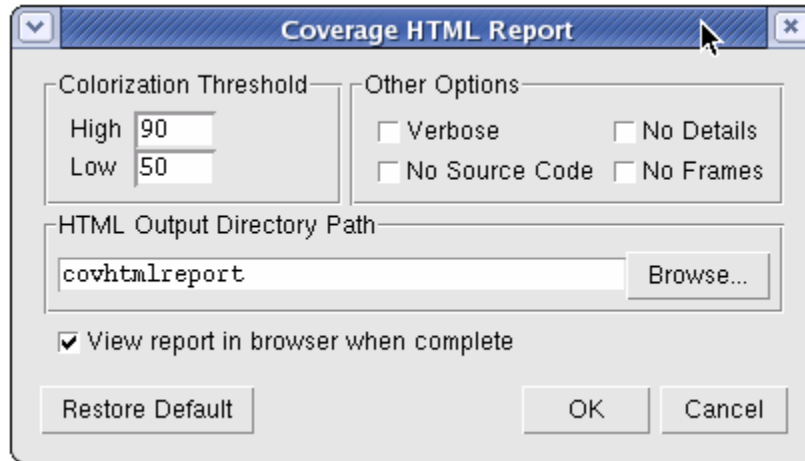 Coverage HTML Report
Colorization Threshold
High 90
Low 50
Other Options
Verbose No Details
No Source Code No Frames
HTML Output Directory Path
covhtmlreport Browse...
View report in browser when complete
Restore Default OK Cancel